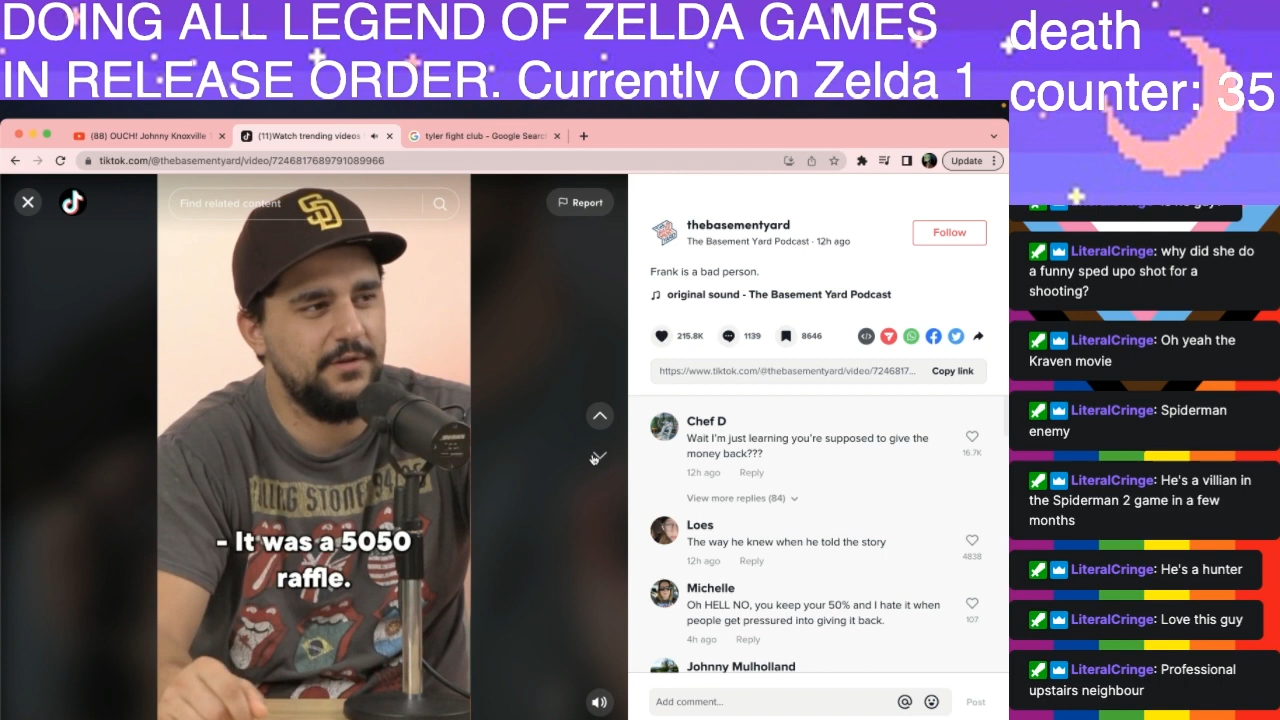 DOING ALL LEGEND OF ZELDA GAMES
IN RELEASE ORDER. Currently On Zelda 1
death
counter: 35
(88) OUCH! Johnny Knoxville
(11)Watch trending videos
tyler fight club - Google Search
tiktok.com/@thebasementyard/video/7246817689791089966
Update
Find related content
Report
SD
ROLLING STONES 94/95
- It was a 5050
raffle.
thebasementyard
The Basement Yard Podcast · 12h ago
Follow
Frank is a bad person.
original sound - The Basement Yard Podcast
215.8K
1139
8646
https://www.tiktok.com/@thebasementyard/video/7246817...
Copy link
Chef D
Wait I'm just learning you're supposed to give the
money back???
16.7K
12h ago Reply
View more replies (84)
Loes
The way he knew when he told the story
4838
12h ago Reply
Michelle
Oh HELL NO, you keep your 50% and I hate it when
people get pressured into giving it back.
107
4h ago Reply
Johnny Mulholland
Add comment...
Post
LiteralCringe: why did she do
a funny sped upo shot for a
shooting?
LiteralCringe: Oh yeah the
Kraven movie
LiteralCringe: Spiderman
enemy
LiteralCringe: He's a villian in
the Spiderman 2 game in a few
months
LiteralCringe: He's a hunter
LiteralCringe: Love this guy
LiteralCringe: Professional
upstairs neighbour